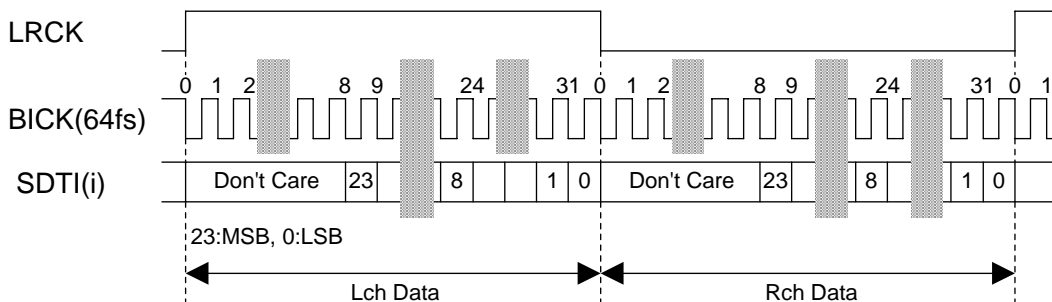 LRCK
0 1 2 8 9 24 31 0 1 2 8 9 24 31 0 1
BICK(64fs)
SDTI(i) Don't Care 23 8 1 0 Don't Care 23 8 1 0
23:MSB, 0:LSB
Lch Data Rch Data